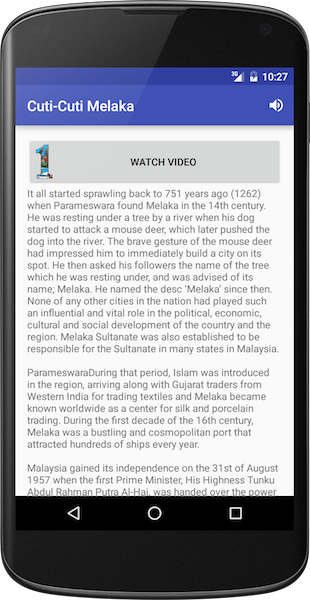 3G 10:27
Cuti-Cuti Melaka
1 WATCH VIDEO
It all started sprawling back to 751 years ago (1262)
when Parameswara found Melaka in the 14th century.
He was resting under a tree by a river when his dog
started to attack a mouse deer, which later pushed the
dog into the river. The brave gesture of the mouse deer
had impressed him to immediately build a city on its
spot. He then asked his followers the name of the tree
which he was resting under, and was advised of its
name; Melaka. He named the desc ‘Melaka’ since then.
None of any other cities in the nation had played such
an influential and vital role in the political, economic,
cultural and social development of the country and the
region. Melaka Sultanate was also established to be
responsible for the Sultanate in many states in Malaysia.
ParameswaraDuring that period, Islam was introduced
in the region, arriving along with Gujarat traders from
Western India for trading textiles and Melaka became
known worldwide as a center for silk and porcelain
trading. During the first decade of the 16th century,
Melaka was a bustling and cosmopolitan port that
attracted hundreds of ships every year.
Malaysia gained its independence on the 31st of August
1957 when the first Prime Minister, His Highness Tunku
Abdul Rahman Putra Al-Haj, was handed over the power